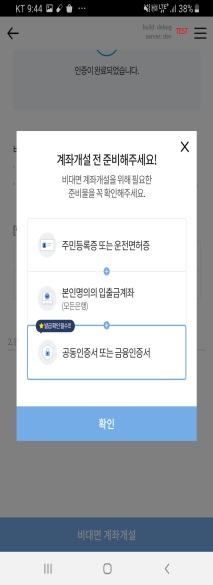 KT 9:44
38%
build: debug
server: dev
TEST
인증이 완료되었습니다.
X
계좌개설 전 준비해주세요!
비대면 계좌개설을 위해 필요한
준비물을 꼭 확인해주세요.
주민등록증 또는 운전면허증
본인명의의 입출금계좌
(모든은행)
공동인증서 또는 금융인증서
확인
비대면 계좌개설